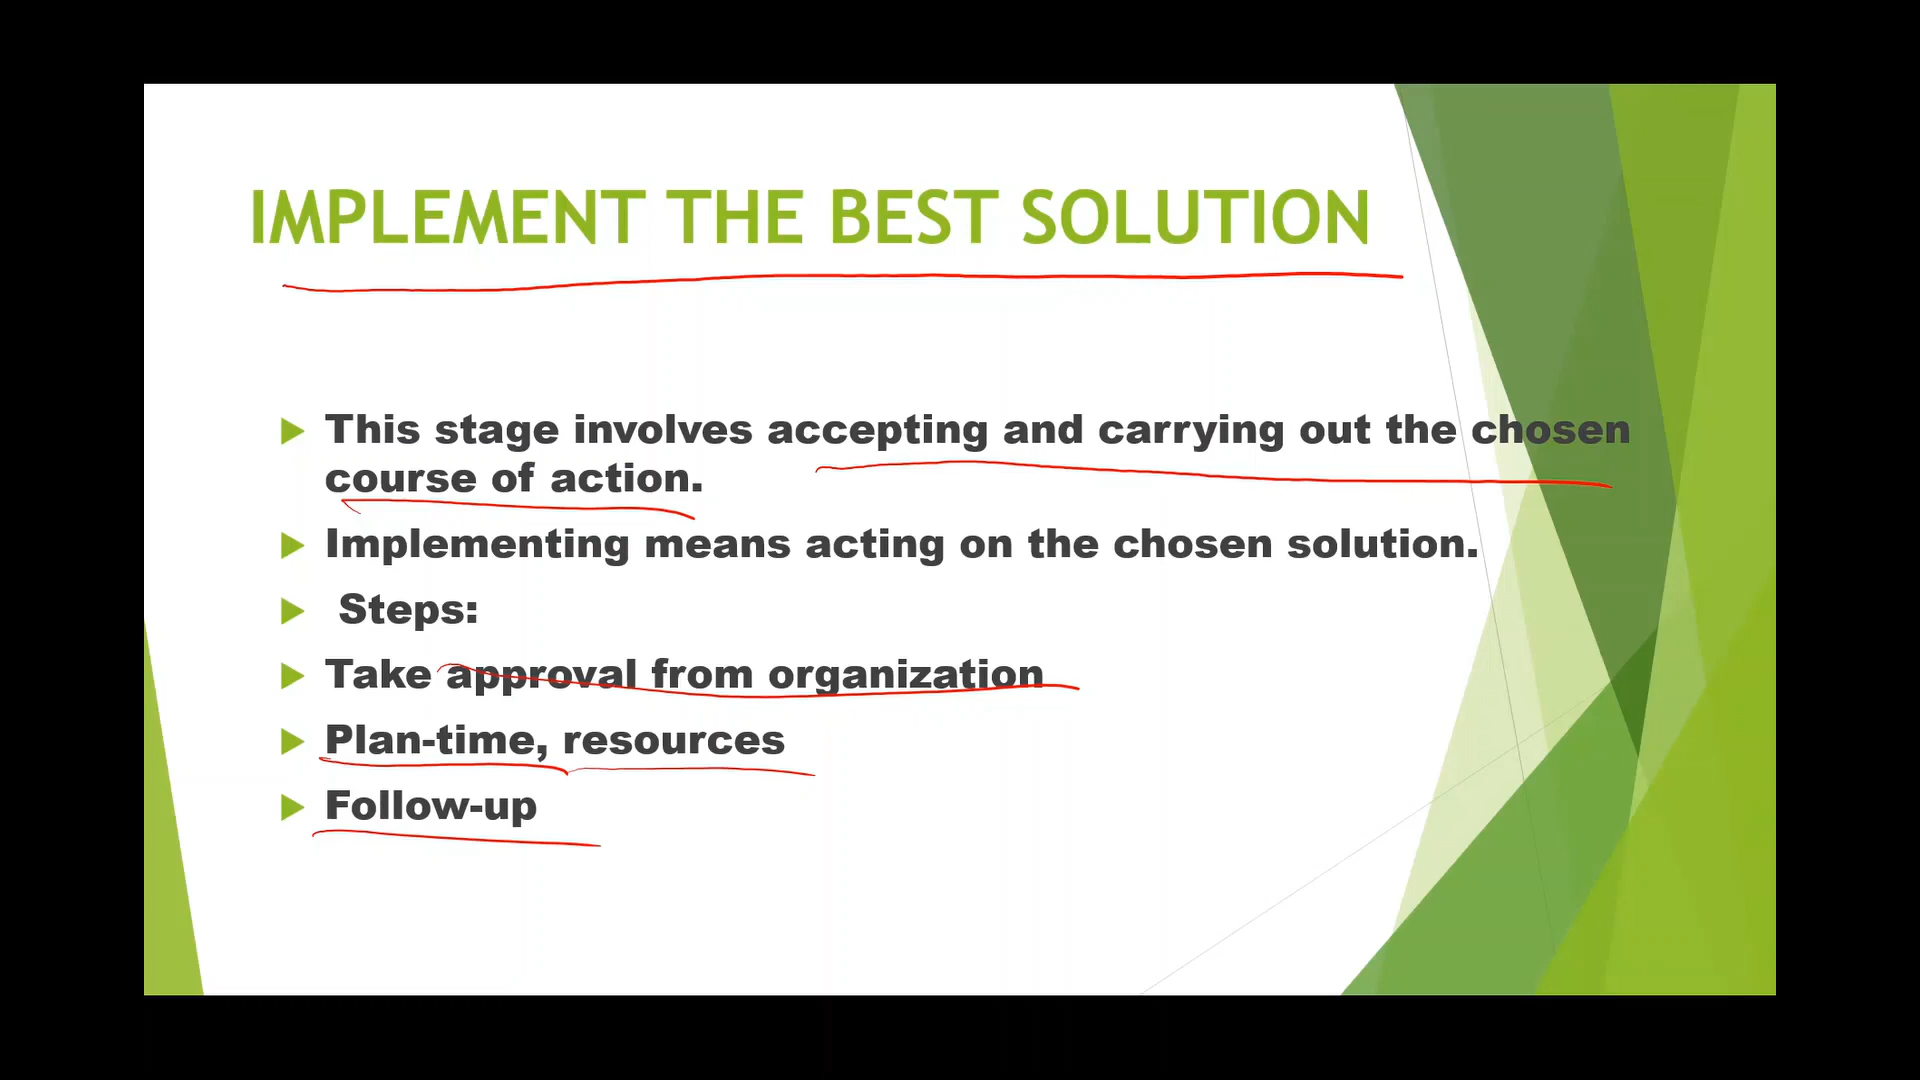 IMPLEMENT THE BEST SOLUTION
This stage involves accepting and carrying out the chosen
course of action.
Implementing means acting on the chosen solution.
Steps:
Take approval from organization
Plan-time, resources
Follow-up